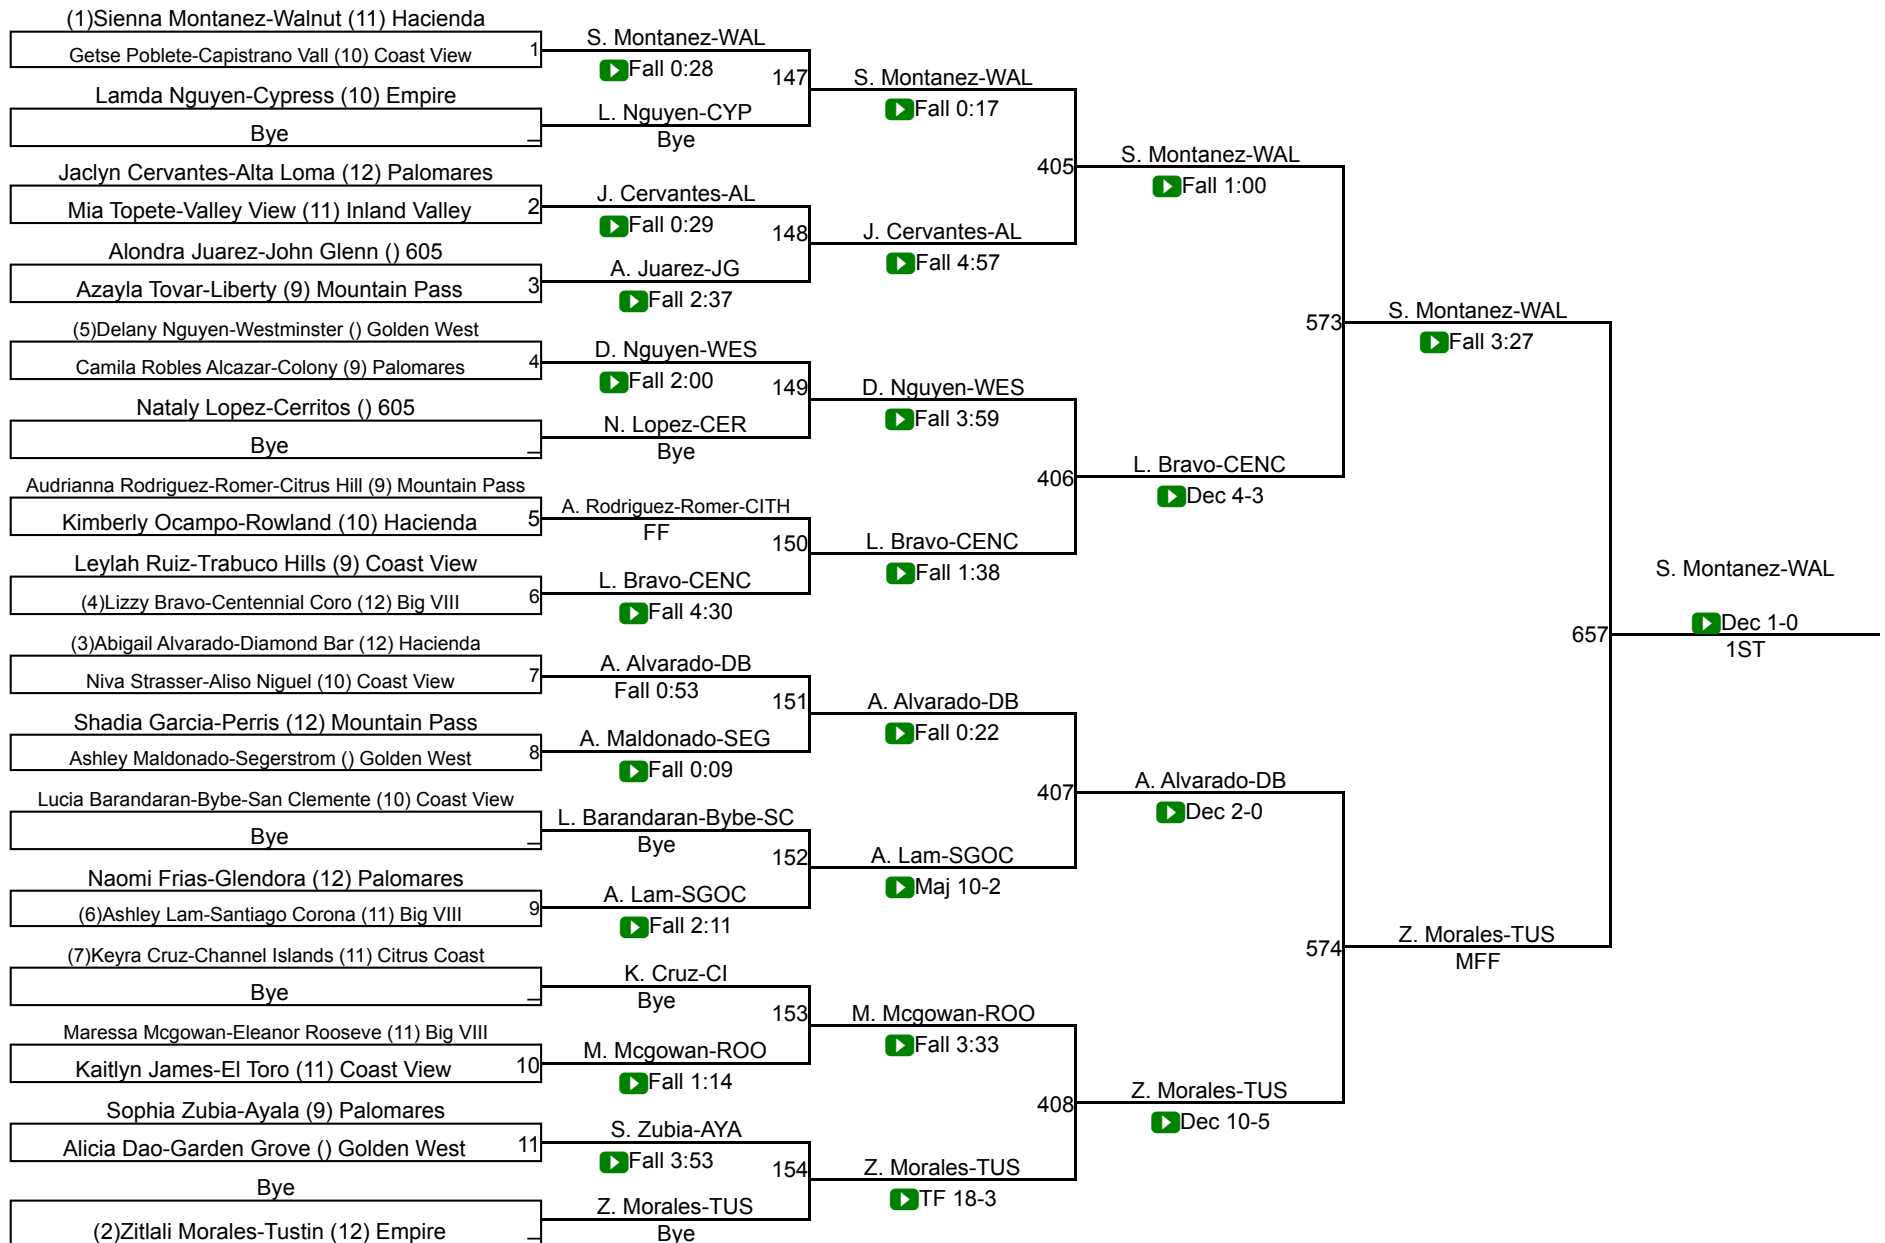 (1)Sienna Montanez-Walnut (11) Hacienda
Getse Poblete-Capistrano Vall (10) Coast View 1
Lamda Nguyen-Cypress (10) Empire
Bye _
Jaclyn Cervantes-Alta Loma (12) Palomares
Mia Topete-Valley View (11) Inland Valley 2
Alondra Juarez-John Glenn () 605
Azayla Tovar-Liberty (9) Mountain Pass 3
(5)Delany Nguyen-Westminster () Golden West
Camila Robles Alcazar-Colony (9) Palomares 4
Nataly Lopez-Cerritos () 605
Bye _
Audrianna Rodriguez-Romer-Citrus Hill (9) Mountain Pass
Kimberly Ocampo-Rowland (10) Hacienda 5
Leylah Ruiz-Trabuco Hills (9) Coast View
(4)Lizzy Bravo-Centennial Coro (12) Big VIII 6
(3)Abigail Alvarado-Diamond Bar (12) Hacienda
Niva Strasser-Aliso Niguel (10) Coast View 7
Shadia Garcia-Perris (12) Mountain Pass
Ashley Maldonado-Segerstrom () Golden West 8
Lucia Barandaran-Bybe-San Clemente (10) Coast View
Bye _
Naomi Frias-Glendora (12) Palomares
(6)Ashley Lam-Santiago Corona (11) Big VIII 9
(7)Keyra Cruz-Channel Islands (11) Citrus Coast
Bye _
Maressa Mcgowan-Eleanor Rooseve (11) Big VIII
Kaitlyn James-El Toro (11) Coast View 10
Sophia Zubia-Ayala (9) Palomares
Alicia Dao-Garden Grove () Golden West 11
Bye
(2)Zitlali Morales-Tustin (12) Empire _
S. Montanez-WAL
Fall 0:28
147
L. Nguyen-CYP
Bye
J. Cervantes-AL
Fall 0:29
148
A. Juarez-JG
Fall 2:37
D. Nguyen-WES
Fall 2:00
149
N. Lopez-CER
Bye
A. Rodriguez-Romer-CITH
FF
150
L. Bravo-CENC
Fall 4:30
A. Alvarado-DB
Fall 0:53
151
A. Maldonado-SEG
Fall 0:09
L. Barandaran-Bybe-SC
Bye
152
A. Lam-SGOC
Fall 2:11
K. Cruz-CI
Bye
153
M. Mcgowan-ROO
Fall 1:14
S. Zubia-AYA
Fall 3:53
154
Z. Morales-TUS
Bye
S. Montanez-WAL
Fall 0:17
405
J. Cervantes-AL
Fall 4:57
D. Nguyen-WES
Fall 3:59
406
L. Bravo-CENC
Fall 1:38
A. Alvarado-DB
Fall 0:22
407
A. Lam-SGOC
Maj 10-2
M. Mcgowan-ROO
Fall 3:33
408
Z. Morales-TUS
TF 18-3
S. Montanez-WAL
Fall 1:00
573
L. Bravo-CENC
Dec 4-3
A. Alvarado-DB
Dec 2-0
574
Z. Morales-TUS
Dec 10-5
S. Montanez-WAL
Fall 3:27
657
Z. Morales-TUS
MFF
S. Montanez-WAL
Dec 1-0
1ST